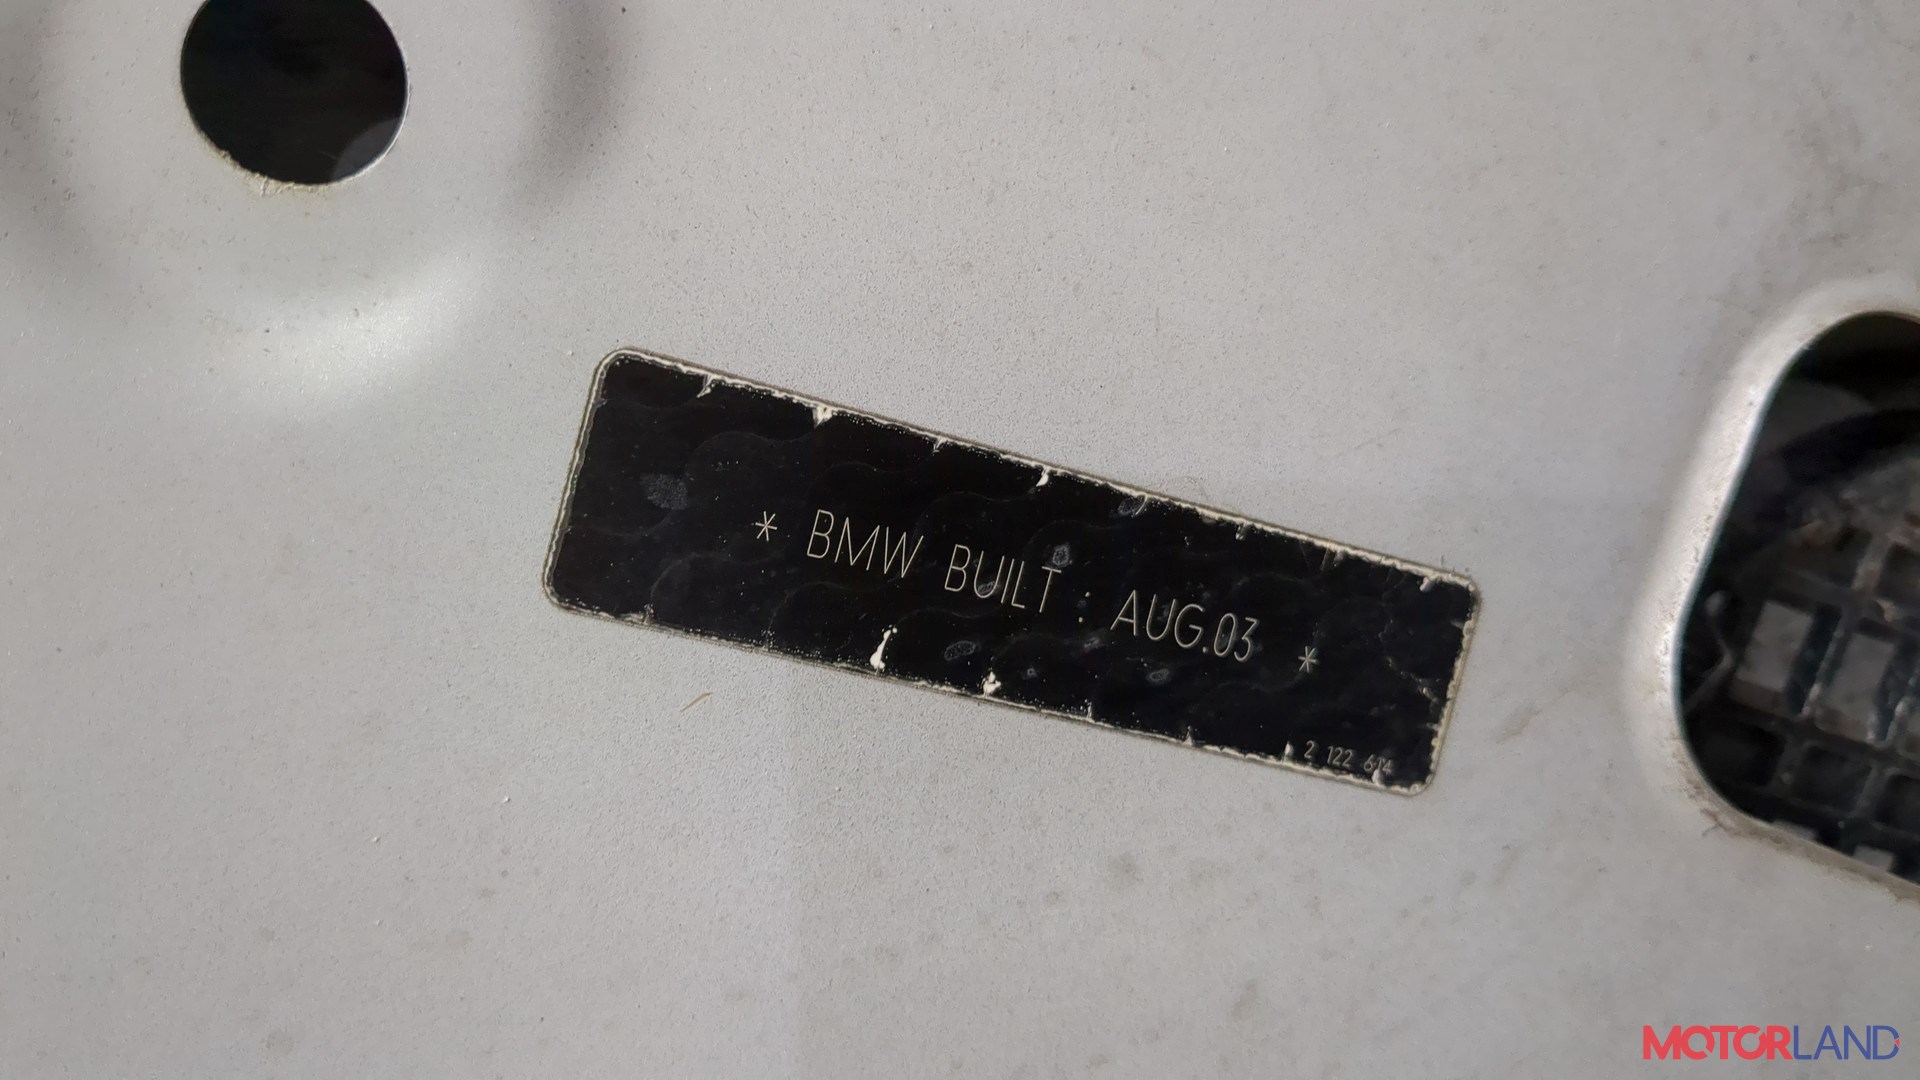 * BMW BUILT : AUG.03 *
2 122 614
MOTORLAND